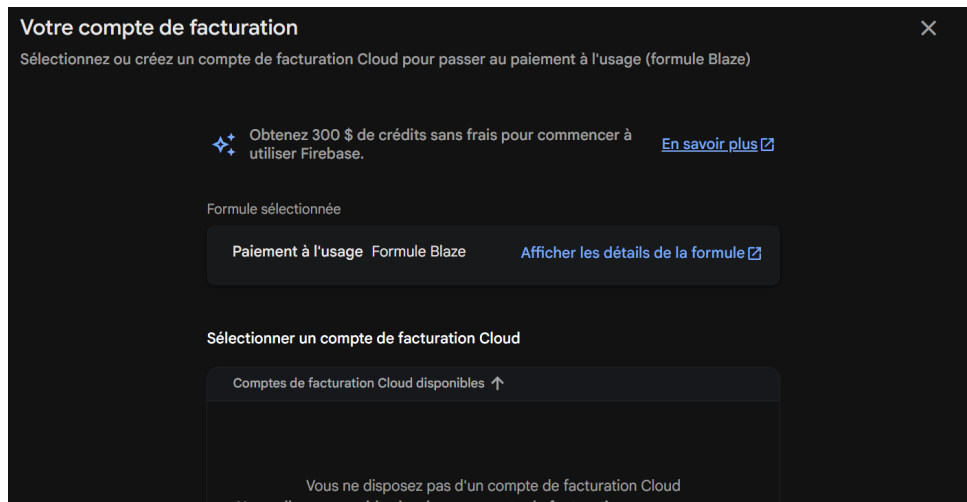 Votre compte de facturation
Sélectionnez ou créez un compte de facturation Cloud pour passer au paiement à l'usage (formule Blaze)
Obtenez 300 $ de crédits sans frais pour commencer à
utiliser Firebase.
En savoir plus
Formule sélectionnée
Paiement à l'usage Formule Blaze
Afficher les détails de la formule
Sélectionner un compte de facturation Cloud
Comptes de facturation Cloud disponibles
Vous ne disposez pas d'un compte de facturation Cloud